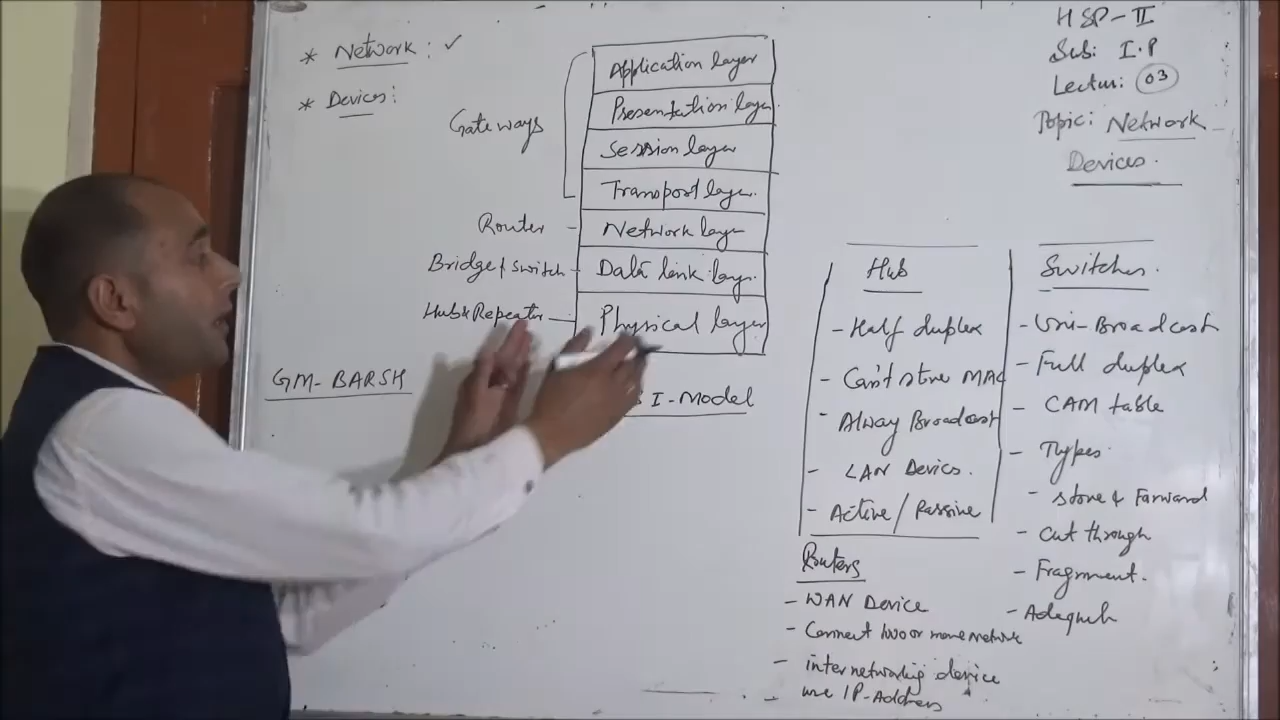 * Network: ✓
* Devices:
Gateways
Router
Bridge & Switch
Hub & Repeater
GM-BARSH
Application layer
Presentation layer
Session layer
Transport layer
Network layer
Data link layer
Physical layer
SI-Model
HSP-II
Sub: I.P
Lectur: 03
Topic: Network
Devices.
Hub
- Half duplex
- Can't store MAC
- Alway Broadcast
- LAN Devics.
- Active/Passive
Switches.
- Uni-Broadcast
- Full duplex
- CAM table
- Types.
- Store & Forward
- Cut through
- Fragment.
Routers
- WAN Device
- Connect two or more network
- internetworking device
use IP-Address